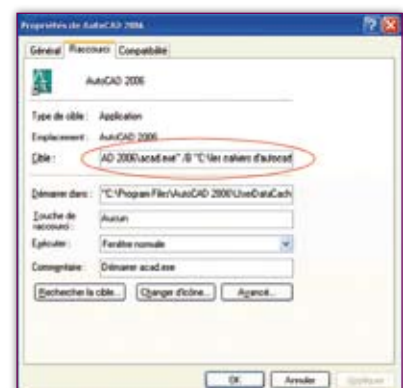 Propriétés de AutoCAD 2006
Général Raccourci Compatibilité
AutoCAD 2006
Type de cible : Application
Emplacement : AutoCAD 2006
Cible : AD 2006\acad.exe" /B "C:\les cahiers d'autocad
Démarrer dans : "C:\Program Files\AutoCAD 2006\UserDataCach
Touche de raccourci : Aucun
Exécuter : Fenêtre normale
Commentaire : Démarrer acad.exe
Rechercher la cible... Changer d'icône... Avancé...
OK Annuler Appliquer